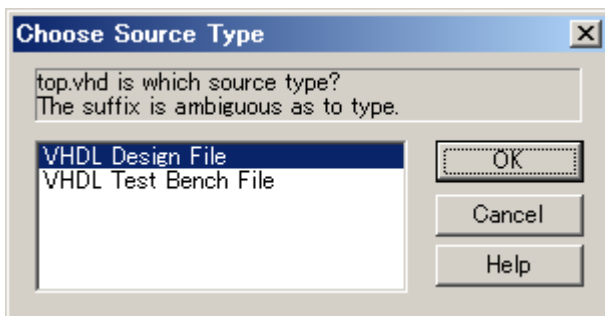 Choose Source Type
top.vhd is which source type?
The suffix is ambiguous as to type.
VHDL Design File
VHDL Test Bench File
OK
Cancel
Help